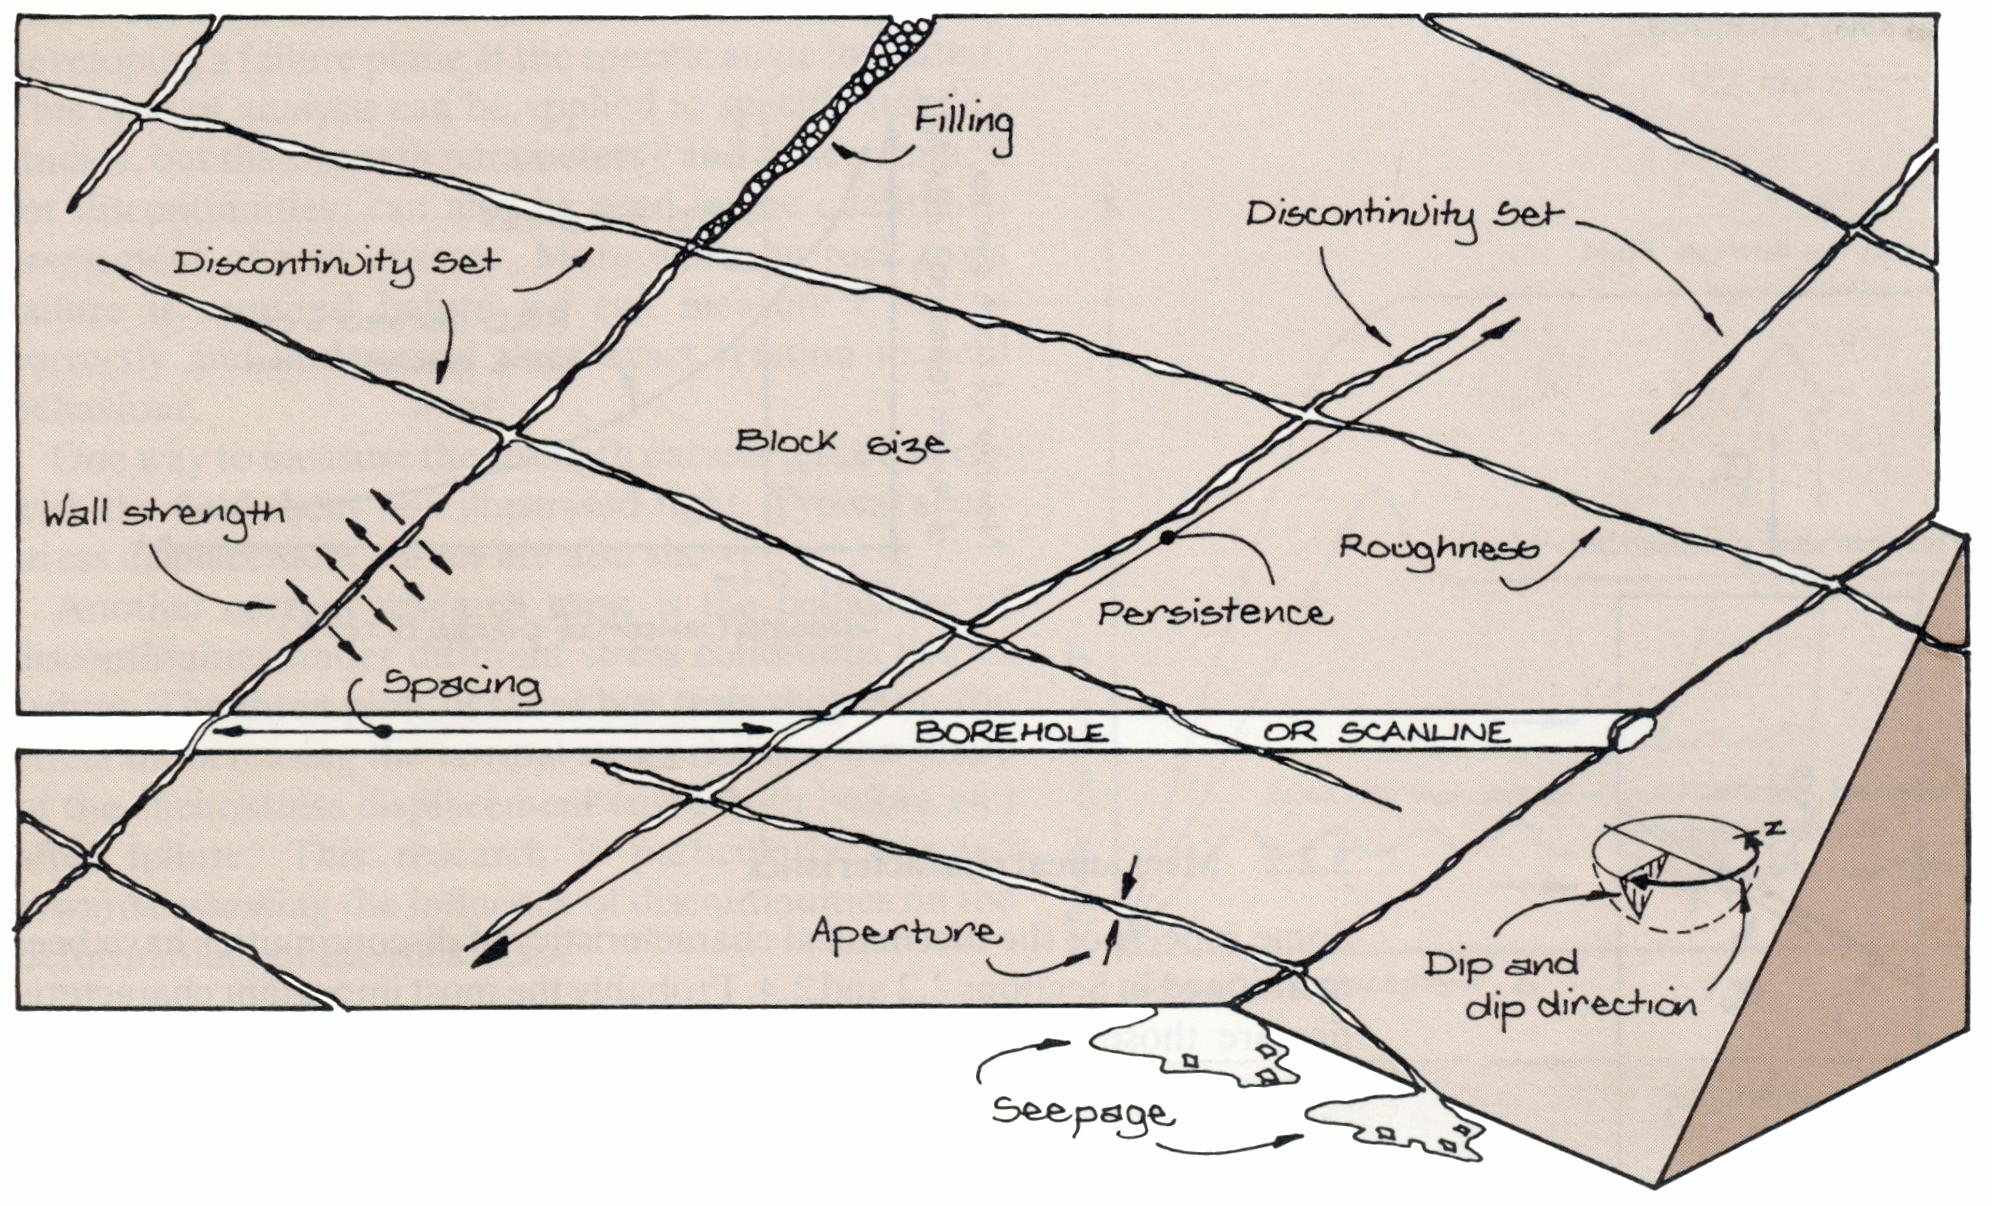 Filling
Discontinuity set
Discontinuity set
Block size
Wall strength
Roughness
Persistence
Spacing
BOREHOLE OR SCANLINE
z
Aperture
Dip and
dip direction
Seepage